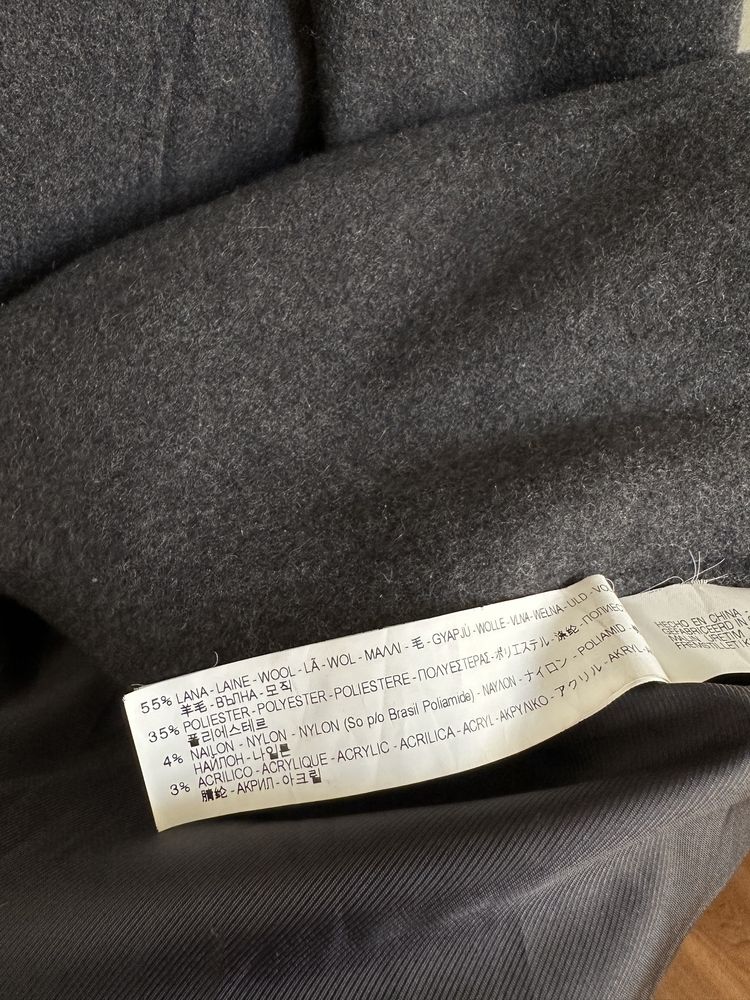 55% LANA - LAINE - WOOL - LÃ - WOL - ΜΑΛΛΙ - 毛 - GYAPJÚ - WOLLE - VLNA - WEŁNA - ULD -
羊毛 - ВЪЛНА - 모직
35% POLIESTER - POLYESTER - POLIESTERE - ΠΟΛΥΕΣΤΕΡΑΣ - ポリエステル - 涤纶 -
폴리에스테르
4% NAILON - NYLON - NYLON (So p/o Brasil Poliamida) - ΝΑΥΛΟΝ - ナイロン - POLIAMID -
НАЙЛОН - 나일론
3% ACRILICO - ACRYLIQUE - ACRYLIC - ACRILICA - ACRYL - ΑΚΡΥΛΙΚΟ - アクリル - AKRYL
腈纶 - АКРИЛ - 아크릴
HECHO EN CHINA